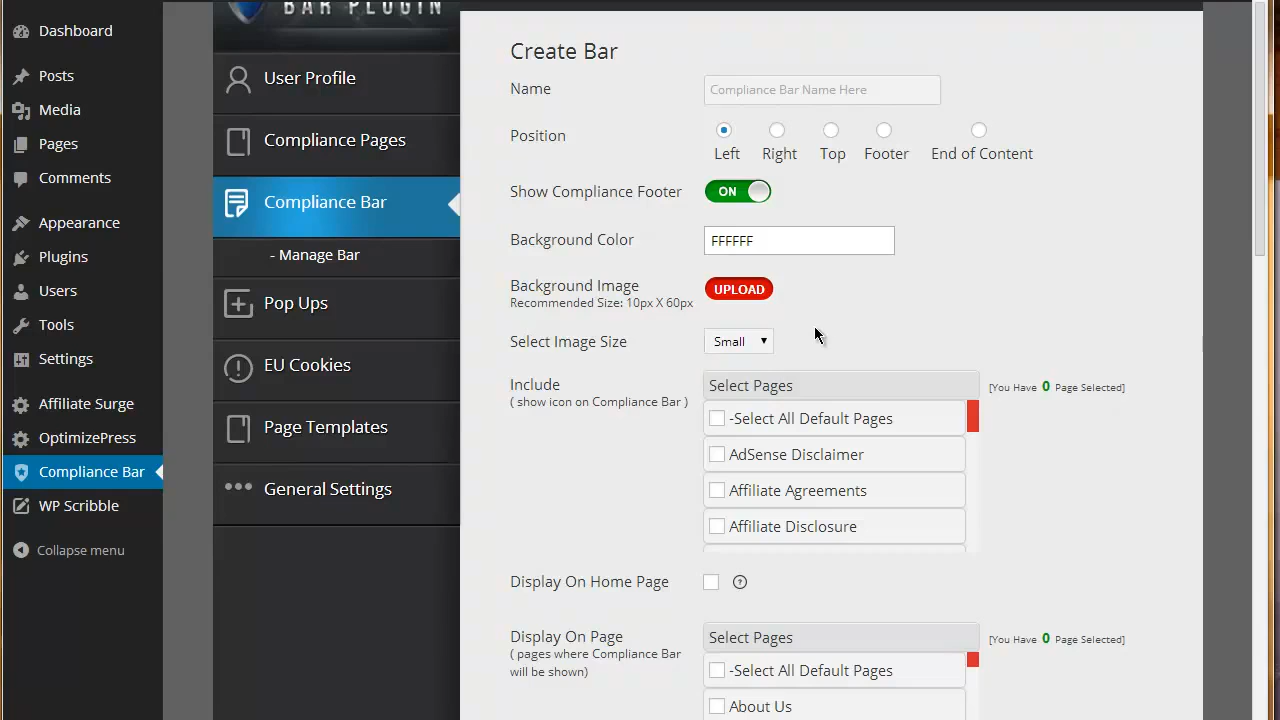 Dashboard
Posts
Media
Pages
Comments
Appearance
Plugins
Users
Tools
Settings
Affiliate Surge
OptimizePress
Compliance Bar
WP Scribble
Collapse menu
BAR PLUGIN
User Profile
Compliance Pages
Compliance Bar
- Manage Bar
Pop Ups
EU Cookies
Page Templates
General Settings
Create Bar
Name
Compliance Bar Name Here
Position
Left Right Top Footer End of Content
Show Compliance Footer
ON
Background Color
FFFFFF
Background Image
Recommended Size: 10px X 60px
UPLOAD
Select Image Size
Small
Include
( show icon on Compliance Bar )
Select Pages
[You Have 0 Page Selected]
-Select All Default Pages
AdSense Disclaimer
Affiliate Agreements
Affiliate Disclosure
Display On Home Page
?
Display On Page
( pages where Compliance Bar
will be shown)
Select Pages
[You Have 0 Page Selected]
-Select All Default Pages
About Us